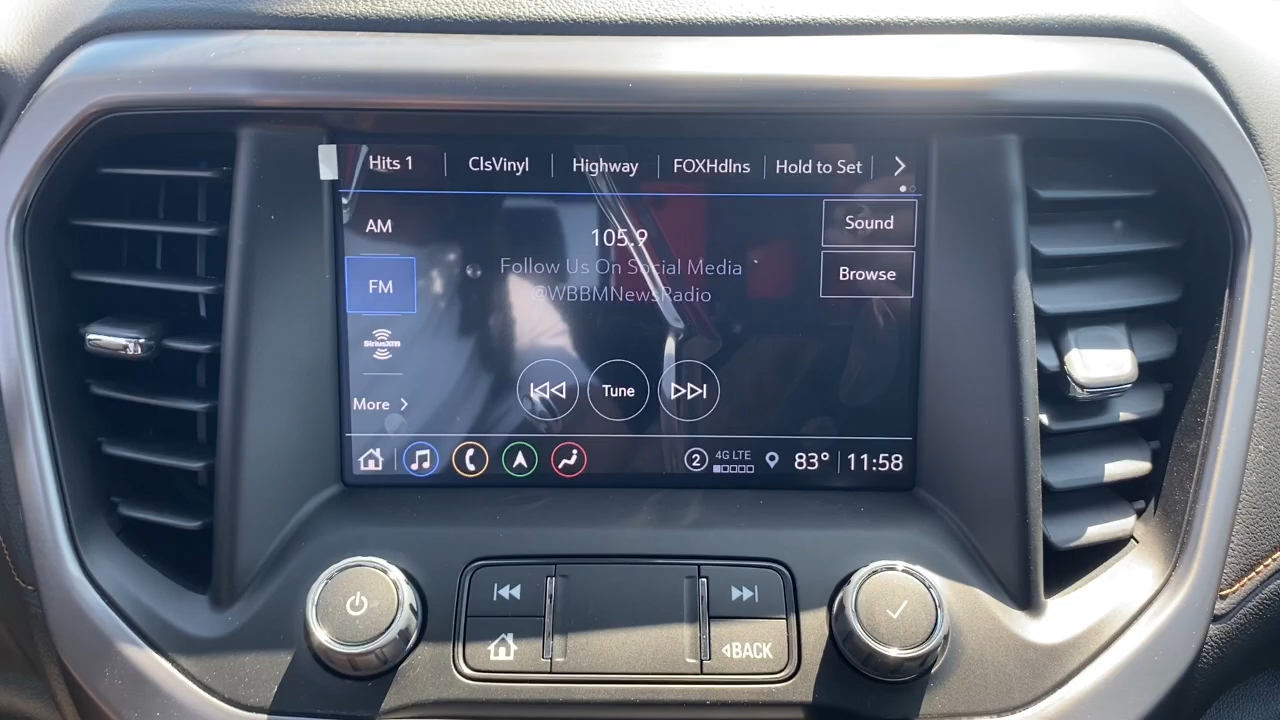 Hits 1 ClsVinyl Highway FOXHdlns Hold to Set
AM
FM
SiriusXM
More
105.9
Follow Us On Social Media
@WBBMNewsRadio
Sound
Browse
Tune
2 4G LTE 83° 11:58
BACK